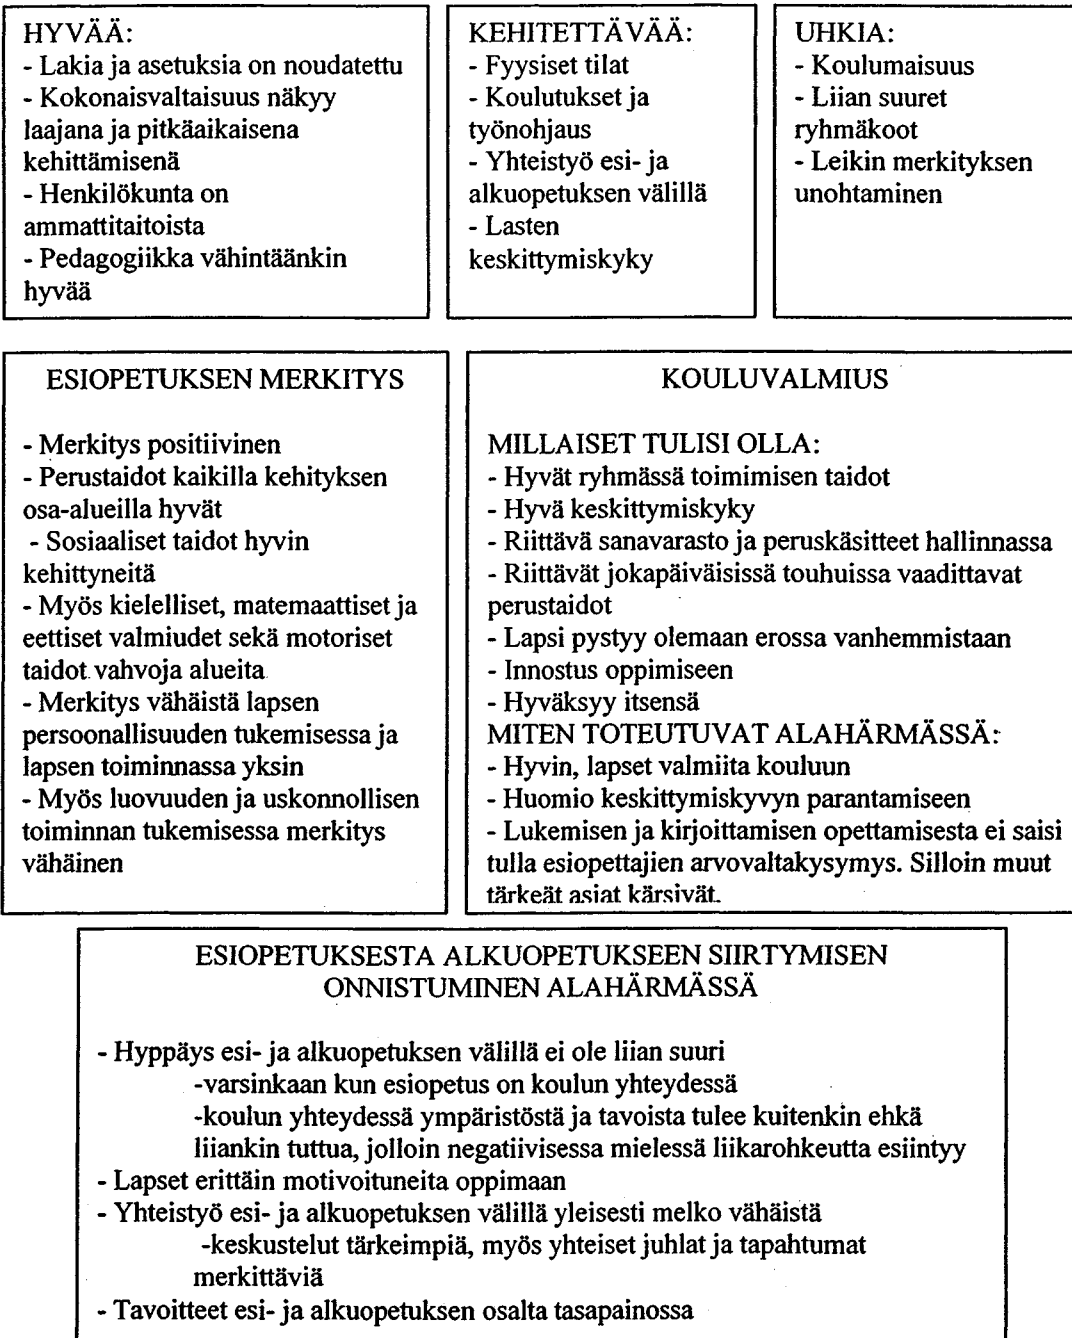 HYVÄÄ:
- Lakia ja asetuksia on noudatettu
- Kokonaisvaltaisuus näkyy
laajana ja pitkäaikaisena
kehittämisenä
- Henkilökunta on
ammattitaitoista
- Pedagogiikka vähintäänkin
hyvää
KEHITETTÄVÄÄ:
- Fyysiset tilat
- Koulutukset ja
työnohjaus
- Yhteistyö esi- ja
alkuopetuksen välillä
- Lasten
keskittymiskyky
UHKIA:
- Koulumaisuus
- Liian suuret
ryhmäkoot
- Leikin merkityksen
unohtaminen
ESIOPETUKSEN MERKITYS
- Merkitys positiivinen
- Perustaidot kaikilla kehityksen
osa-alueilla hyvät
- Sosiaaliset taidot hyvin
kehittyneitä
- Myös kielelliset, matemaattiset ja
eettiset valmiudet sekä motoriset
taidot vahvoja alueita
- Merkitys vähäistä lapsen
persoonallisuuden tukemisessa ja
lapsen toiminnassa yksin
- Myös luovuuden ja uskonnollisen
toiminnan tukemisessa merkitys
vähäinen
KOULUVALMIUS
MILLAISET TULISI OLLA:
- Hyvät ryhmässä toimimisen taidot
- Hyvä keskittymiskyky
- Riittävä sanavarasto ja peruskäsitteet hallinnassa
- Riittävät jokapäiväisissä touhuissa vaadittavat
perustaidot
- Lapsi pystyy olemaan erossa vanhemmistaan
- Innostus oppimiseen
- Hyväksyy itsensä
MITEN TOTEUTUVAT ALAHÄRMÄSSÄ:
- Hyvin, lapset valmiita kouluun
- Huomio keskittymiskyvyn parantamiseen
- Lukemisen ja kirjoittamisen opettamisesta ei saisi
tulla esiopettajien arvovaltakysymys. Silloin muut
tärkeät asiat kärsivät.
ESIOPETUKSESTA ALKUOPETUKSEEN SIIRTYMISEN
ONNISTUMINEN ALAHÄRMÄSSÄ
- Hyppäys esi- ja alkuopetuksen välillä ei ole liian suuri
-varsinkaan kun esiopetus on koulun yhteydessä
-koulun yhteydessä ympäristöstä ja tavoista tulee kuitenkin ehkä
liiankin tuttua, jolloin negatiivisessa mielessä liikarohkeutta esiintyy
- Lapset erittäin motivoituneita oppimaan
- Yhteistyö esi- ja alkuopetuksen välillä yleisesti melko vähäistä
-keskustelut tärkeimpiä, myös yhteiset juhlat ja tapahtumat
merkittäviä
- Tavoitteet esi- ja alkuopetuksen osalta tasapainossa